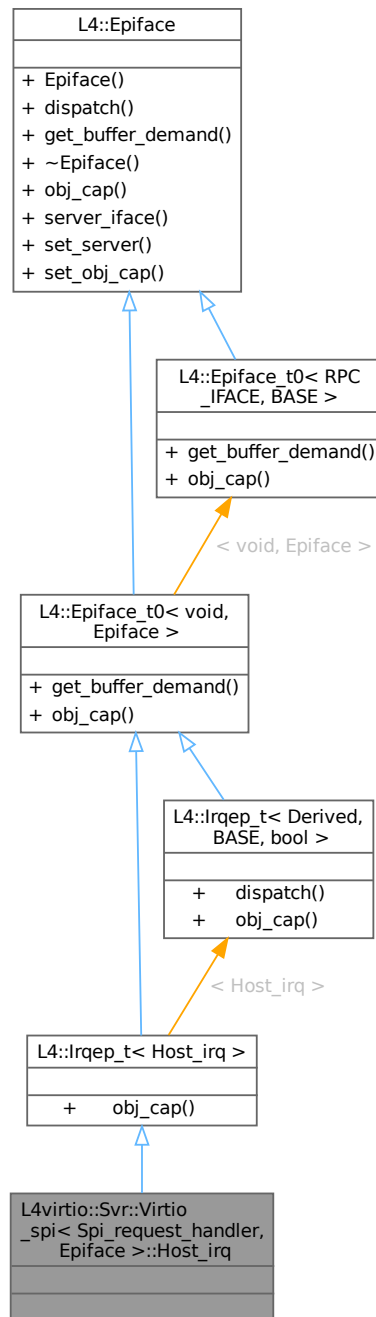 L4::Epiface
+ Epiface()
+ dispatch()
+ get_buffer_demand()
+ ~Epiface()
+ obj_cap()
+ server_iface()
+ set_server()
+ set_obj_cap()
L4::Epiface_t0< RPC
_IFACE, BASE >
+ get_buffer_demand()
+ obj_cap()
< void, Epiface >
L4::Epiface_t0< void,
Epiface >
+ get_buffer_demand()
+ obj_cap()
L4::Irqep_t< Derived,
BASE, bool >
+ dispatch()
+ obj_cap()
< Host_irq >
L4::Irqep_t< Host_irq >
+ obj_cap()
L4virtio::Svr::Virtio
_spi< Spi_request_handler,
Epiface >::Host_irq